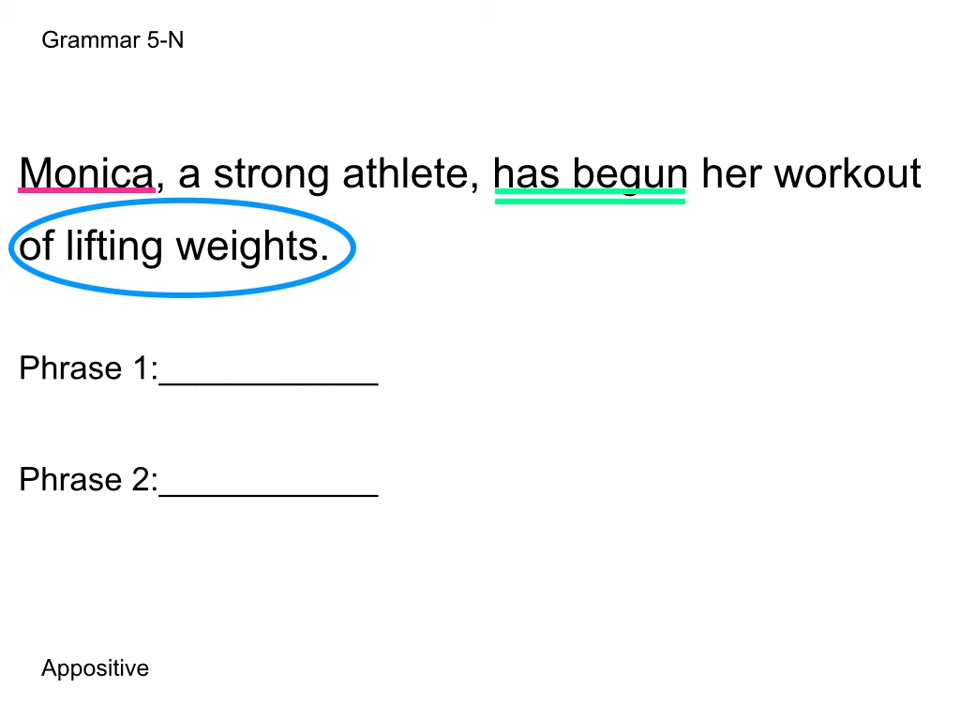 Grammar 5-N
Monica, a strong athlete, has begun her workout
of lifting weights.
Phrase 1:____________
Phrase 2:____________
Appositive